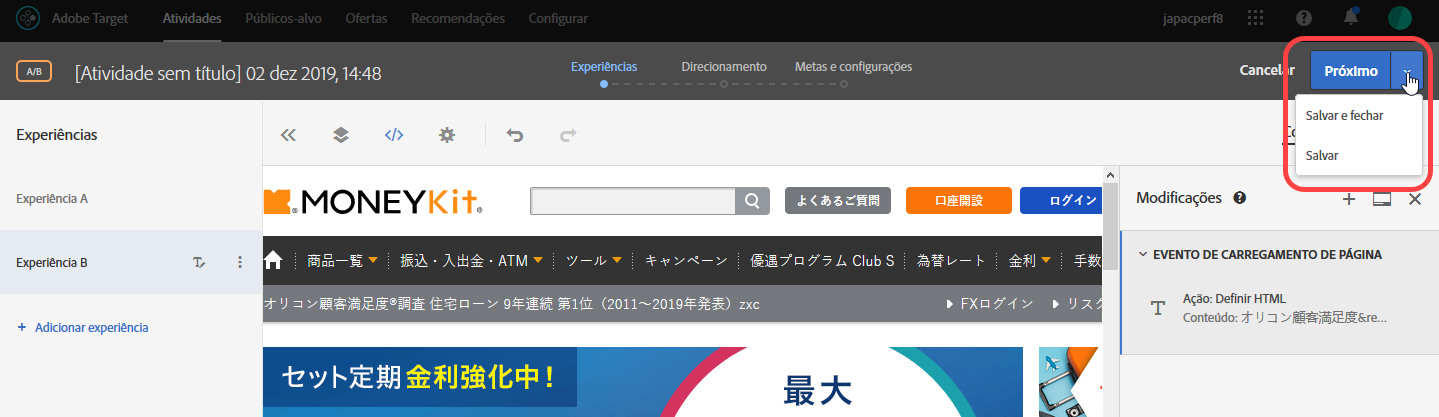 Adobe Target Atividades Públicos-alvo Ofertas Recomendações Configurar japacperf8
A/B [Atividade sem título] 02 dez 2019, 14:48 Experiências Direcionamento Metas e configurações Cancelar Próximo
Salvar e fechar
Salvar
Experiências
Experiência A
Experiência B
+ Adicionar experiência
MONEYKit よくあるご質問 口座開設 ログイン
商品一覧 振込・入出金・ATM ツール キャンペーン 優遇プログラム Club S 為替レート 金利 手数
オリコン顧客満足度®調査 住宅ローン 9年連続 第1位（2011～2019年発表）zxc FXログイン リスク
セット定期 金利強化中!
最大
Modificações
EVENTO DE CARREGAMENTO DE PÁGINA
Ação: Definir HTML
Conteúdo: オリコン顧客満足度&re...